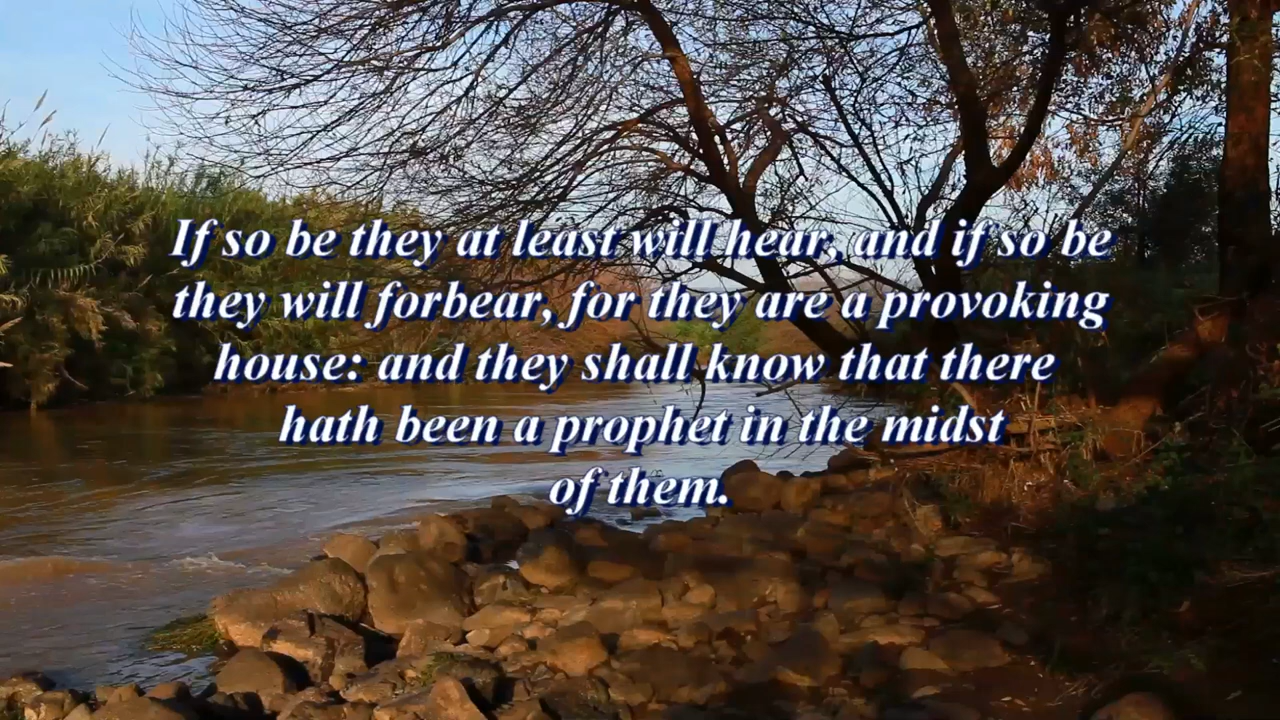 If so be they at least will hear, and if so be
they will forbear, for they are a provoking
house: and they shall know that there
hath been a prophet in the midst
of them.